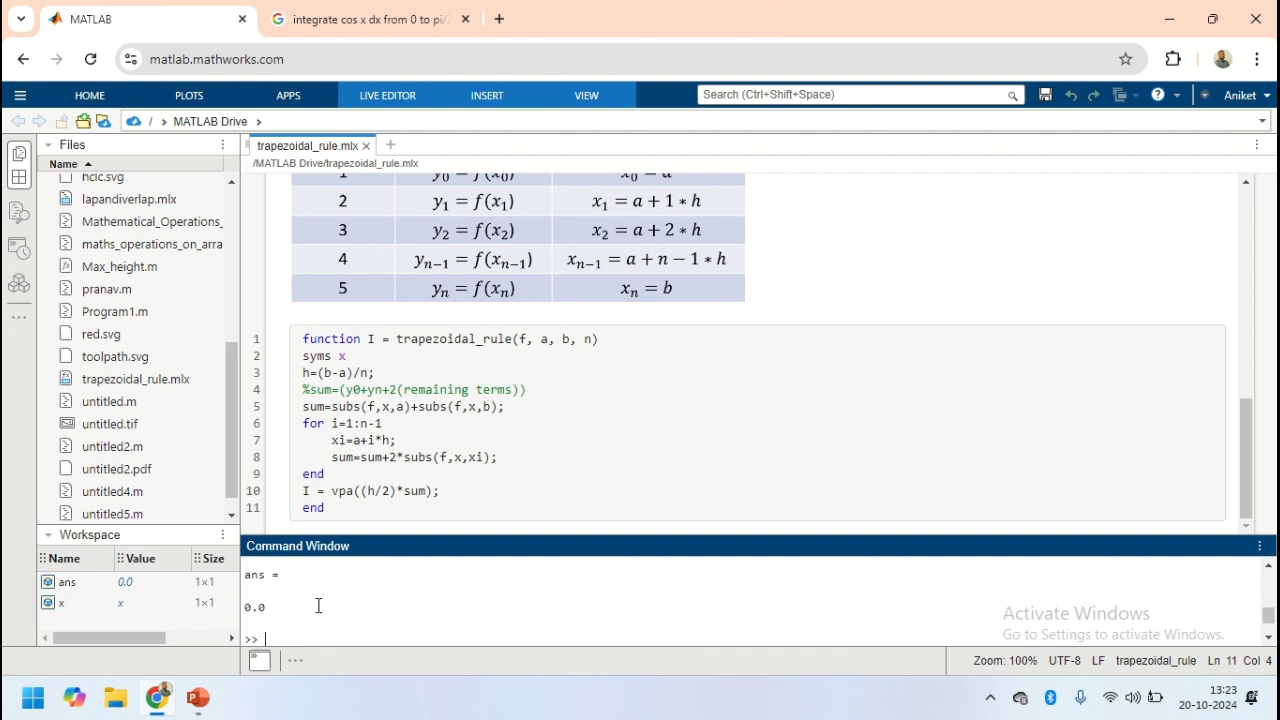 MATLAB
integrate cos x dx from 0 to pi/2
matlab.mathworks.com
HOME PLOTS APPS LIVE EDITOR INSERT VIEW Search (Ctrl+Shift+Space) Aniket
/ > MATLAB Drive >
Files
Name
hclc.svg
lapandiverlap.mlx
Mathematical_Operations_
maths_operations_on_arra
Max_height.m
pranav.m
Program1.m
red.svg
toolpath.svg
trapezoidal_rule.mlx
untitled.m
untitled.tif
untitled2.m
untitled2.pdf
untitled4.m
untitled5.m
Workspace
Name Value Size
ans 0.0 1×1
x x 1×1
trapezoidal_rule.mlx
/MATLAB Drive/trapezoidal_rule.mlx
1 y₀ = f(x₀) x₀ = a
2 y₁ = f(x₁) x₁ = a + 1 ∗ h
3 y₂ = f(x₂) x₂ = a + 2 ∗ h
4 yₙ₋₁ = f(xₙ₋₁) xₙ₋₁ = a + n − 1 ∗ h
5 yₙ = f(xₙ) xₙ = b
1 function I = trapezoidal_rule(f, a, b, n)
2 syms x
3 h=(b-a)/n;
4 %sum=(y0+yn+2(remaining terms))
5 sum=subs(f,x,a)+subs(f,x,b);
6 for i=1:n-1
7 xi=a+i*h;
8 sum=sum+2*subs(f,x,xi);
9 end
10 I = vpa((h/2)*sum);
11 end
Command Window
ans =
0.0
>>
Activate Windows
Go to Settings to activate Windows.
Zoom: 100% UTF-8 LF trapezoidal_rule Ln 11 Col 4
13:23
20-10-2024